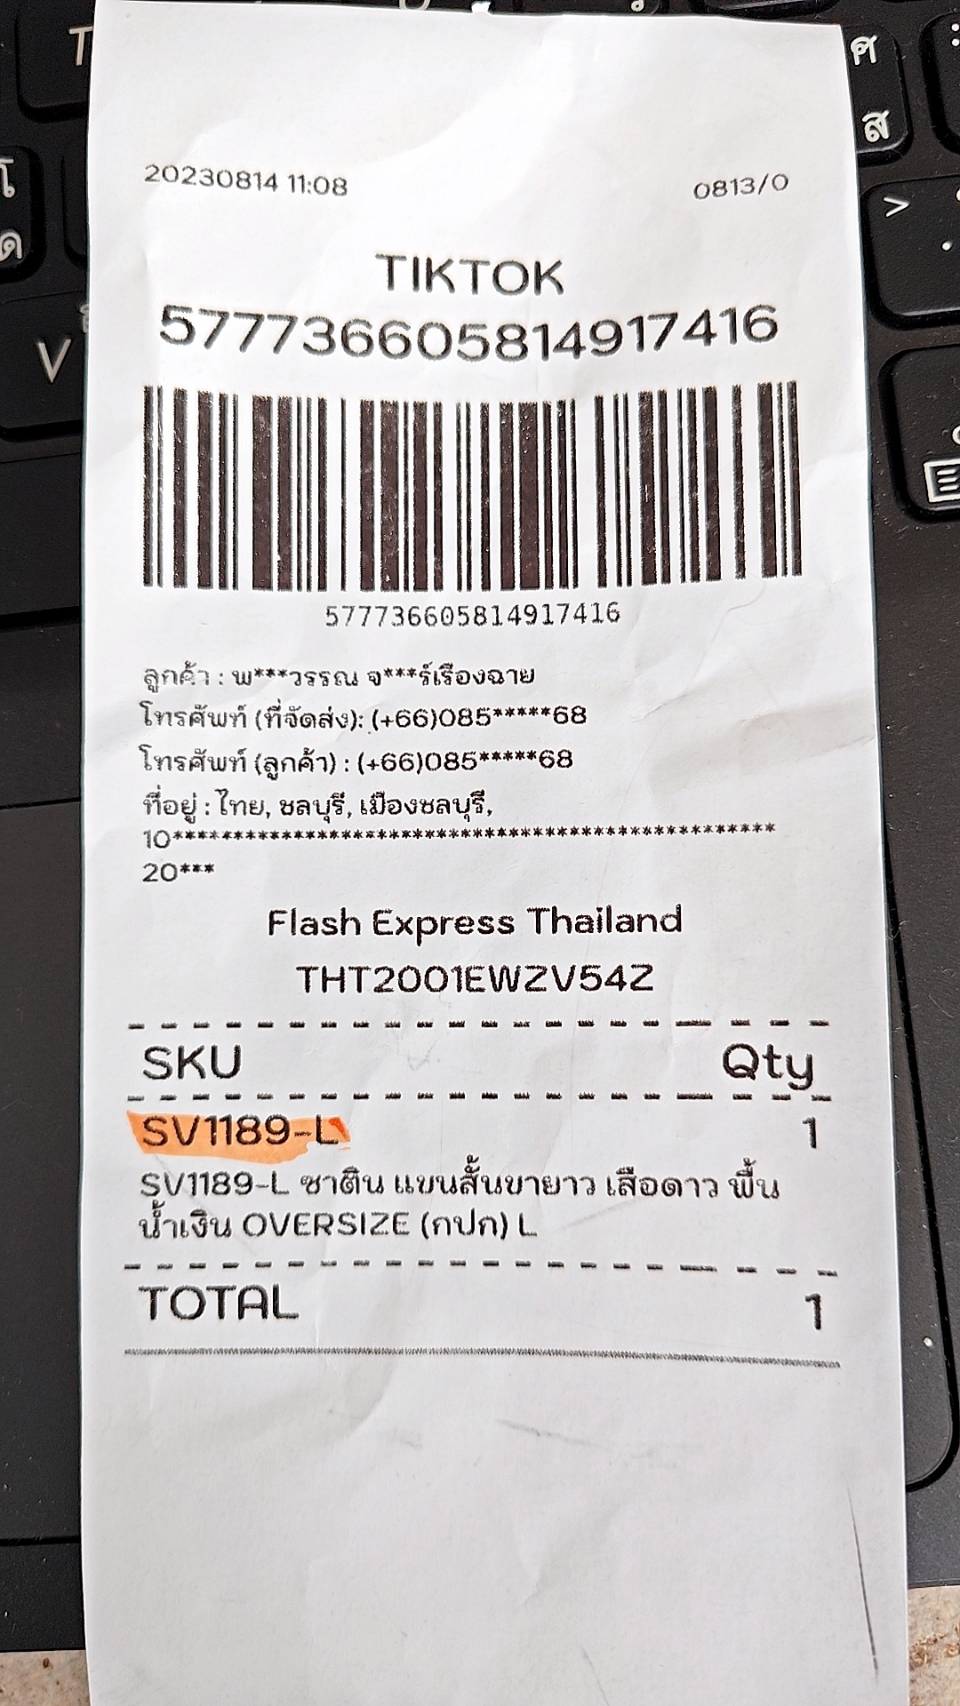 20230814 11:08 0813/0
TIKTOK
577736605814917416
577736605814917416
ลูกค้า : พ***วรรณ จ***ร์เรืองฉาย
โทรศัพท์ (ที่จัดส่ง): (+66)085*****68
โทรศัพท์ (ลูกค้า) : (+66)085*****68
ที่อยู่ : ไทย, ชลบุรี, เมืองชลบุรี,
10**************************************************
20***
Flash Express Thailand
THT2001EWZV54Z
SKU Qty
SV1189-L 1
SV1189-L ซาติน แขนสั้นขายาว เสือดาว พื้น
น้ำเงิน OVERSIZE (กปก) L
TOTAL 1